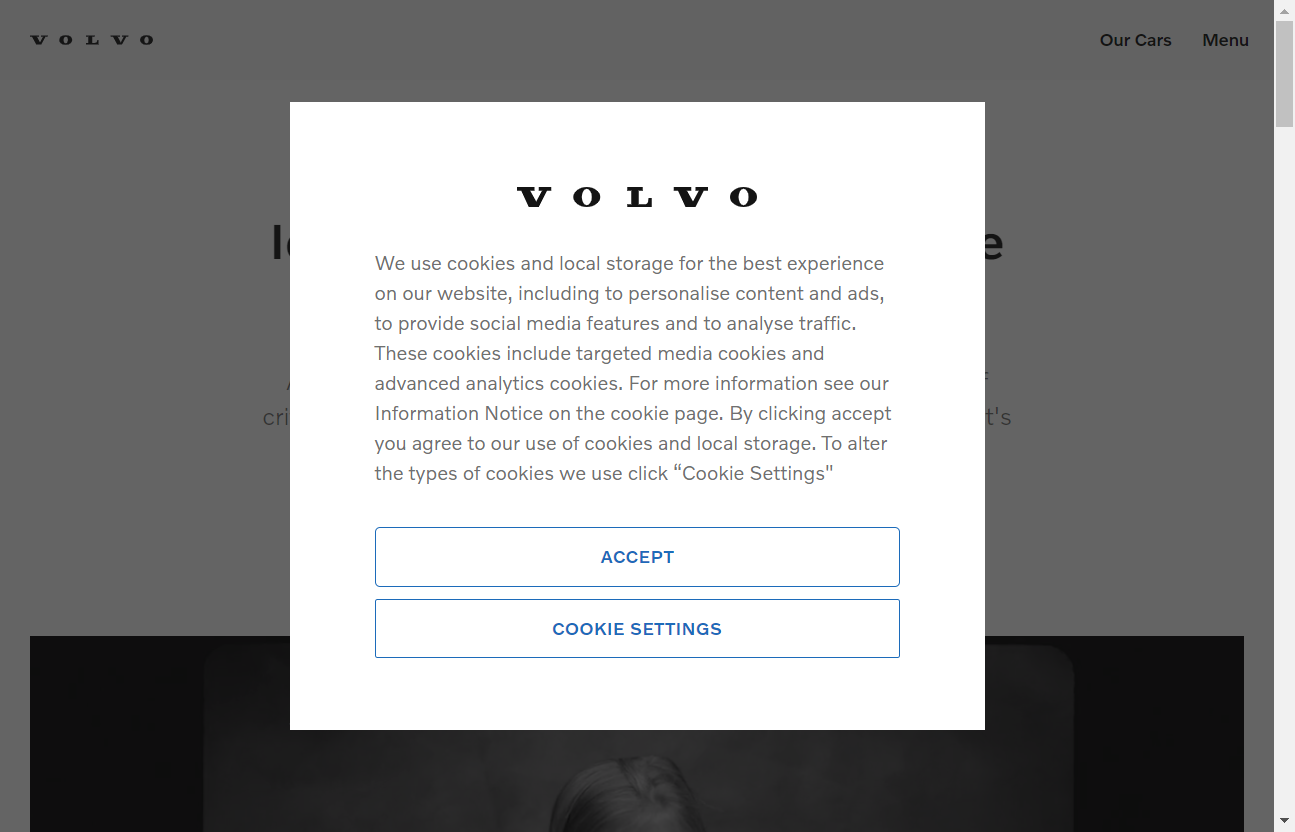 VOLVO
Our Cars
Menu
VOLVO
We use cookies and local storage for the best experience
on our website, including to personalise content and ads,
to provide social media features and to analyse traffic.
These cookies include targeted media cookies and
advanced analytics cookies. For more information see our
Information Notice on the cookie page. By clicking accept
you agree to our use of cookies and local storage. To alter
the types of cookies we use click “Cookie Settings"
ACCEPT
COOKIE SETTINGS